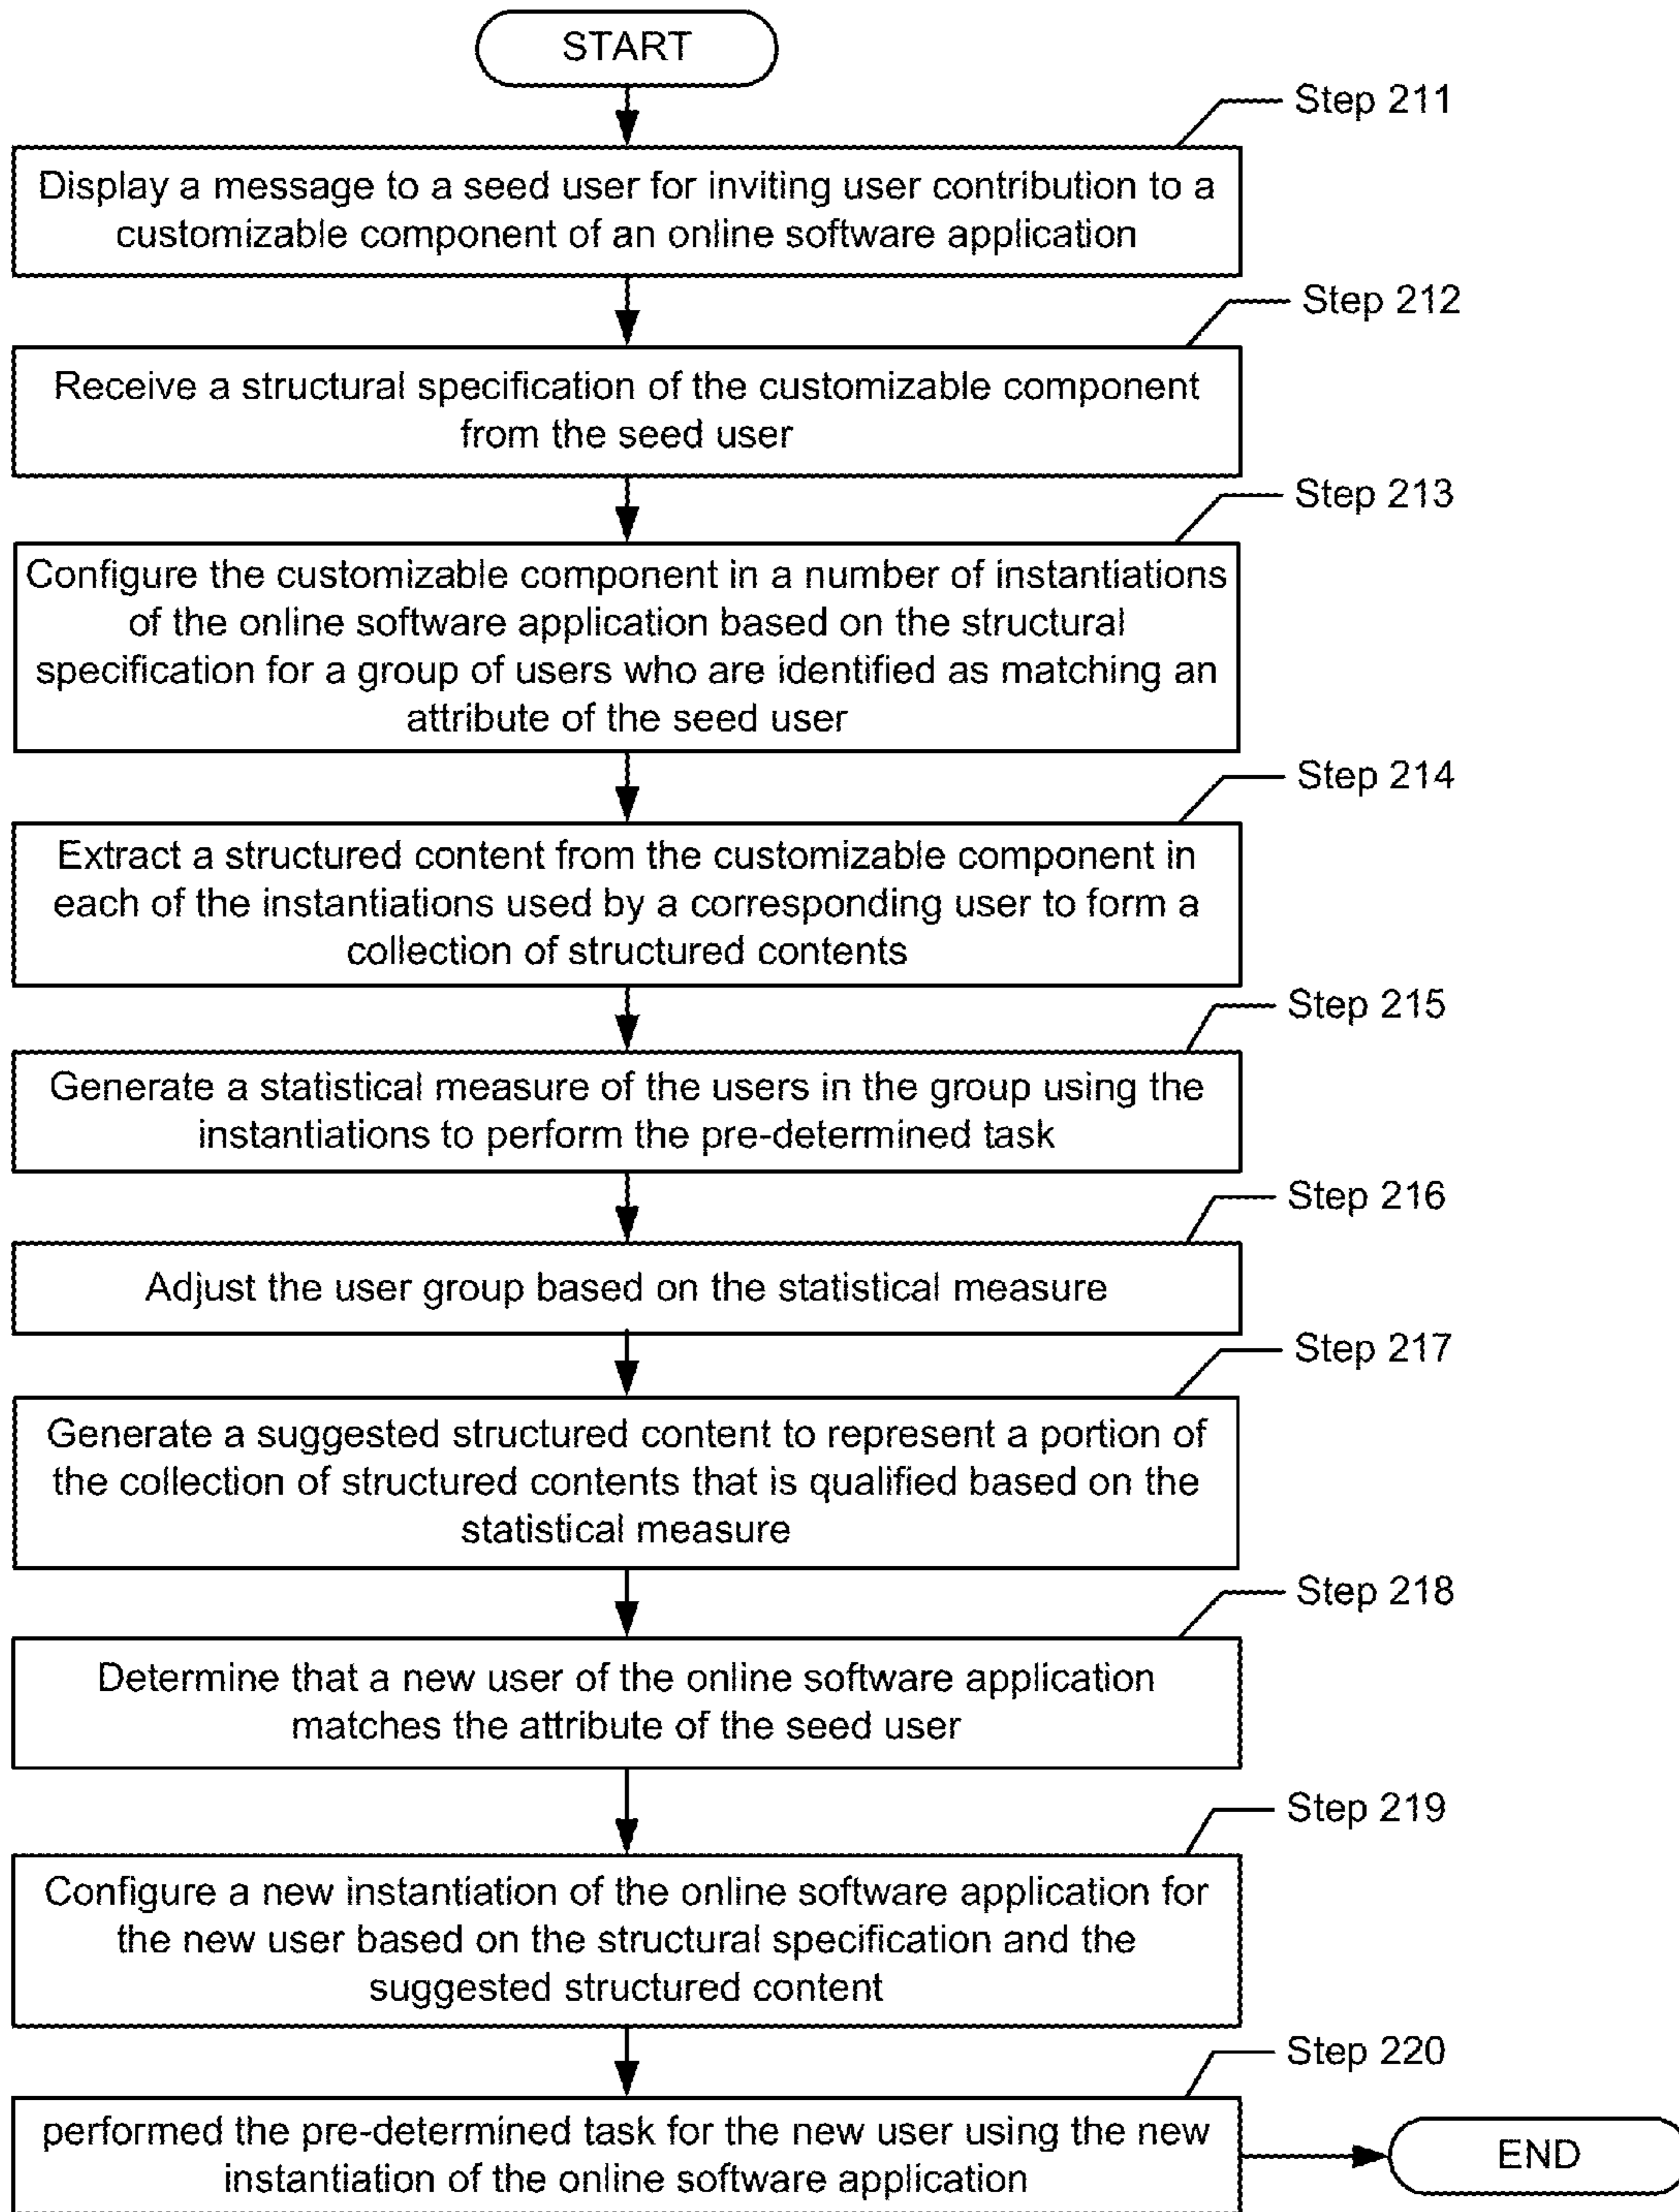 START
Step 211
Display a message to a seed user for inviting user contribution to a
customizable component of an online software application
Step 212
Receive a structural specification of the customizable component
from the seed user
Step 213
Configure the customizable component in a number of instantiations
of the online software application based on the structural
specification for a group of users who are identified as matching an
attribute of the seed user
Step 214
Extract a structured content from the customizable component in
each of the instantiations used by a corresponding user to form a
collection of structured contents
Step 215
Generate a statistical measure of the users in the group using the
instantiations to perform the pre-determined task
Step 216
Adjust the user group based on the statistical measure
Step 217
Generate a suggested structured content to represent a portion of
the collection of structured contents that is qualified based on the
statistical measure
Step 218
Determine that a new user of the online software application
matches the attribute of the seed user
Step 219
Configure a new instantiation of the online software application for
the new user based on the structural specification and the
suggested structured content
Step 220
performed the pre-determined task for the new user using the new
instantiation of the online software application
END